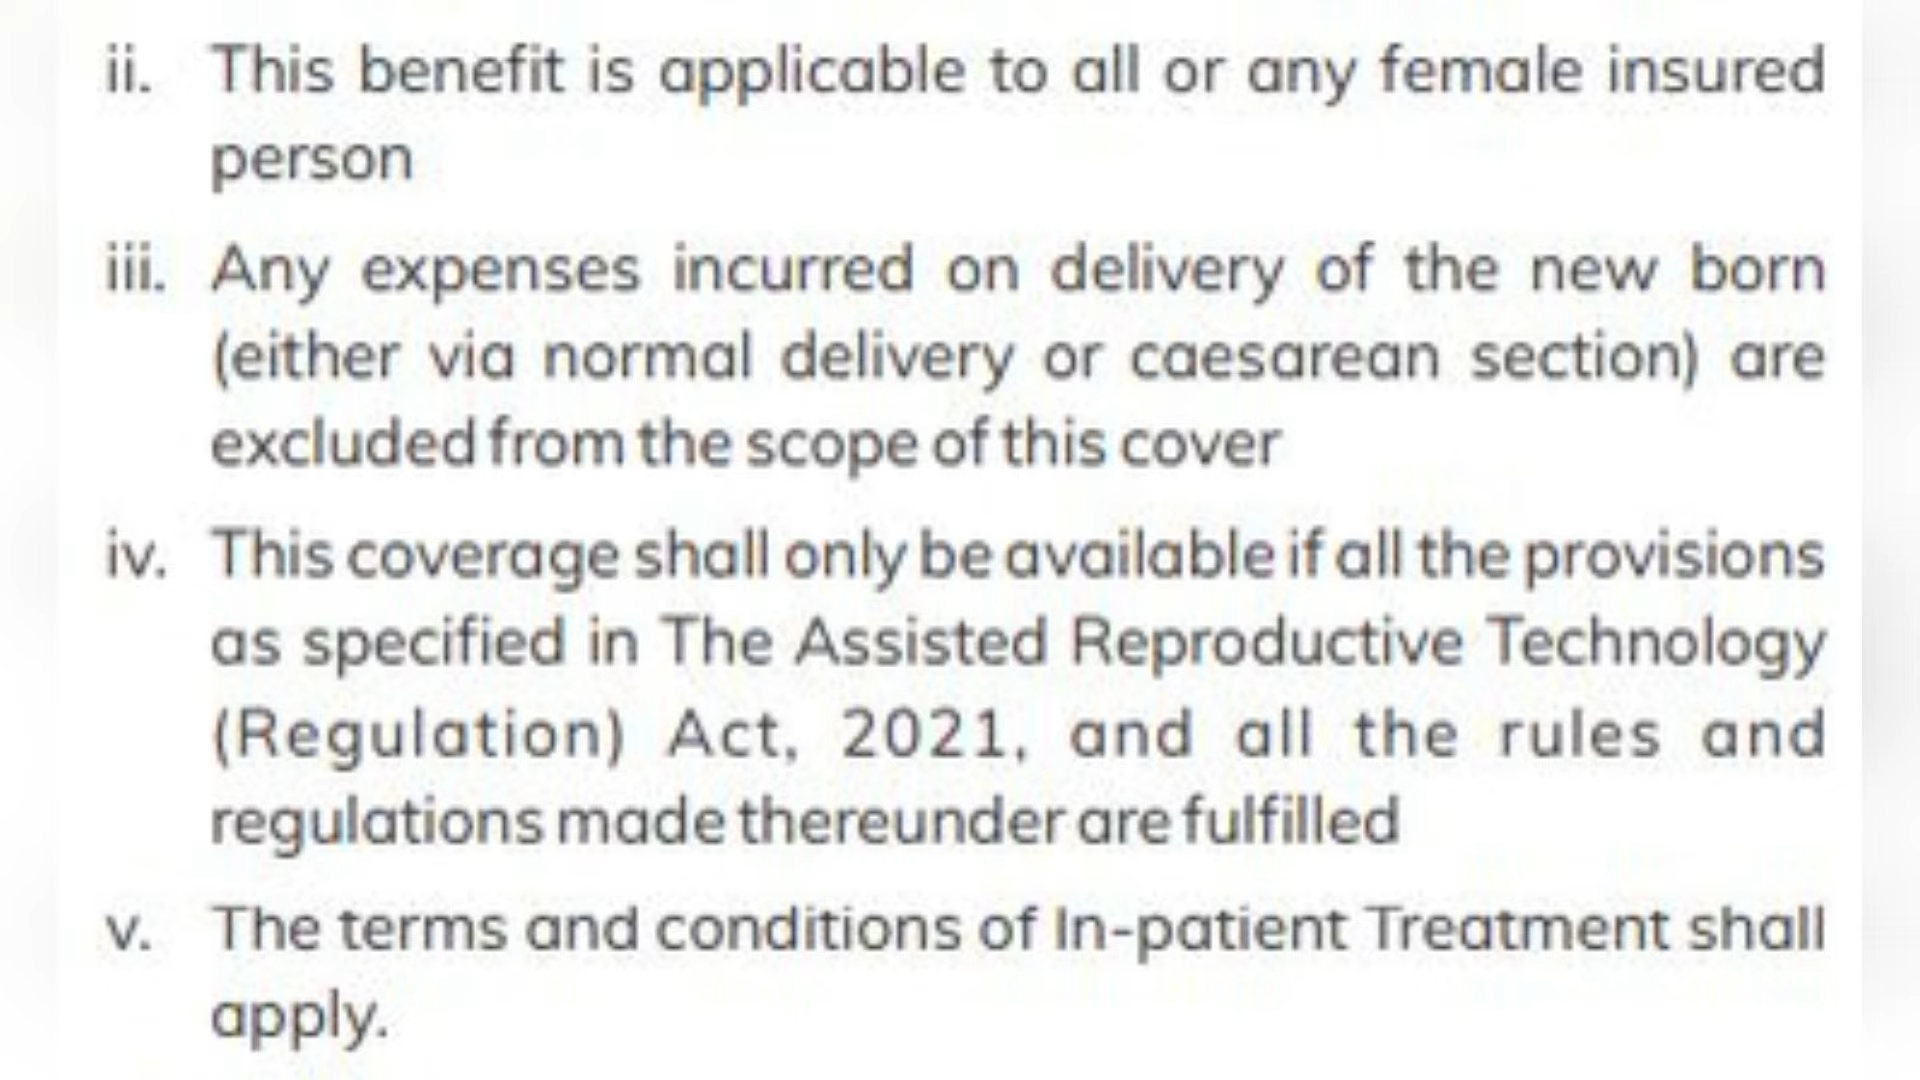 ii. This benefit is applicable to all or any female insured
person
iii. Any expenses incurred on delivery of the new born
(either via normal delivery or caesarean section) are
excluded from the scope of this cover
iv. This coverage shall only be available if all the provisions
as specified in The Assisted Reproductive Technology
(Regulation) Act, 2021, and all the rules and
regulations made thereunder are fulfilled
v. The terms and conditions of In-patient Treatment shall
apply.